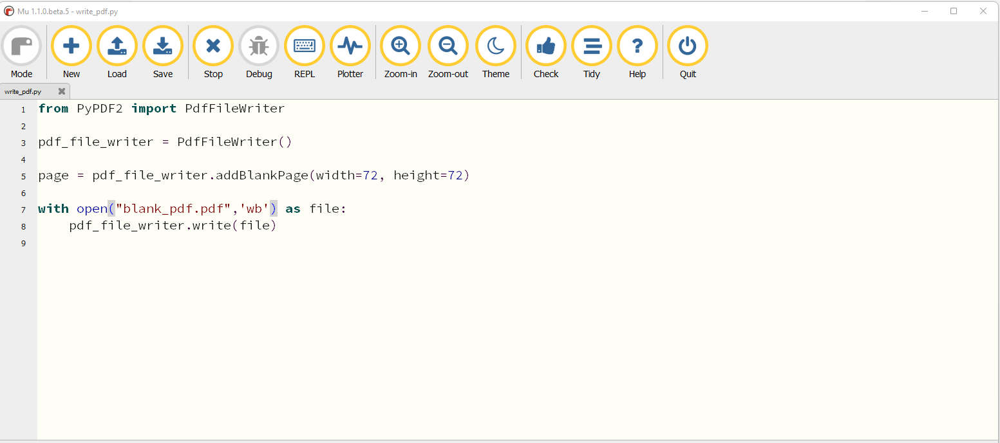 Mu 1.1.0.beta.5 - write_pdf.py
Mode New Load Save Stop Debug REPL Plotter Zoom-in Zoom-out Theme Check Tidy Help Quit
write_pdf.py
1 from PyPDF2 import PdfFileWriter
2
3 pdf_file_writer = PdfFileWriter()
4
5 page = pdf_file_writer.addBlankPage(width=72, height=72)
6
7 with open("blank_pdf.pdf",'wb') as file:
8     pdf_file_writer.write(file)
9